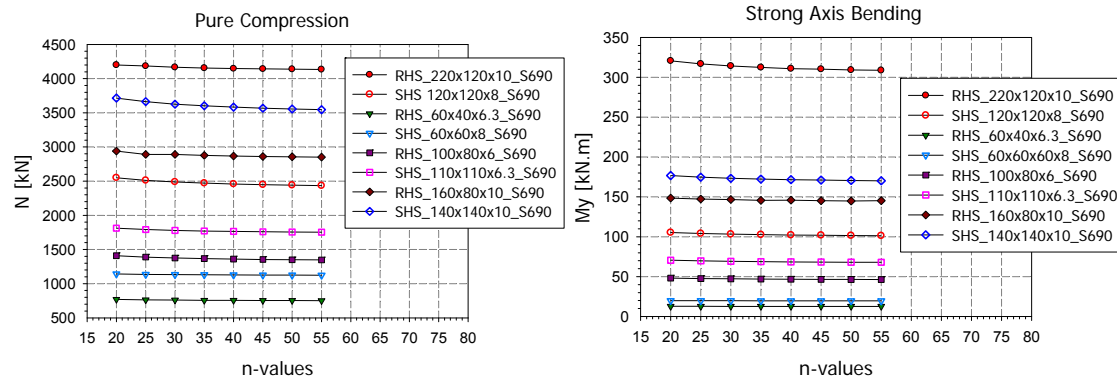 Pure Compression
N [kN]
4500
4000
3500
3000
2500
2000
1500
1000
500
15 20 25 30 35 40 45 50 55 60 65 70 75 80
n-values
RHS_220x120x10_S690
SHS 120x120x8_S690
RHS_60x40x6.3_S690
SHS_60x60x8_S690
RHS_100x80x6_S690
SHS_110x110x6.3_S690
RHS_160x80x10_S690
SHS_140x140x10_S690
Strong Axis Bending
My [kN.m]
350
300
250
200
150
100
50
0
15 20 25 30 35 40 45 50 55 60 65 70 75 80
n-values
RHS_220x120x10_S690
SHS_120x120x8_S690
RHS_60x40x6.3_S690
SHS_60x60x60x8_S690
RHS_100x80x6_S690
SHS_110x110x6.3_S690
RHS_160x80x10_S690
SHS_140x140x10_S690